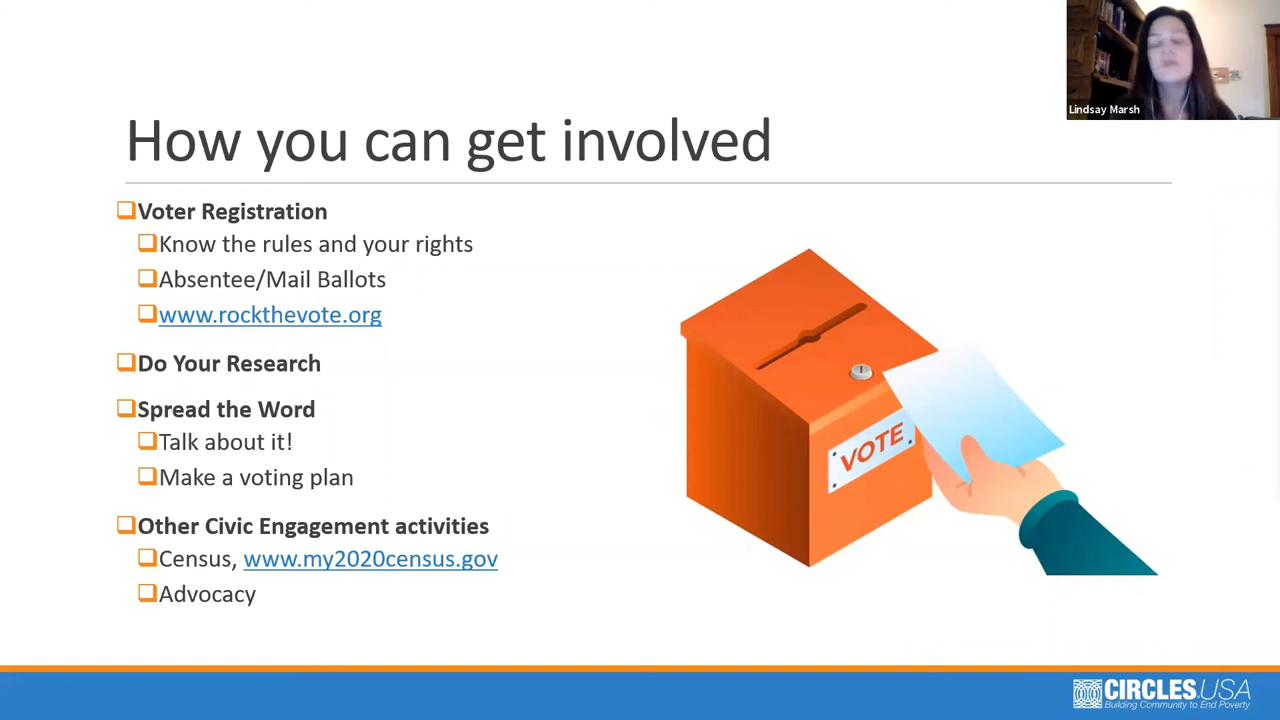 Lindsay Marsh
How you can get involved
Voter Registration
Know the rules and your rights
Absentee/Mail Ballots
www.rockthevote.org
Do Your Research
Spread the Word
Talk about it!
Make a voting plan
Other Civic Engagement activities
Census, www.my2020census.gov
Advocacy
VOTE
CIRCLES.USA
Building Community to End Poverty